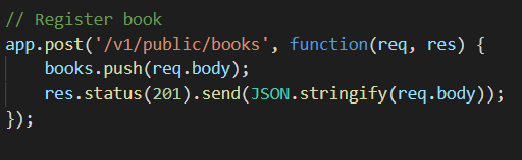 // Register book
app.post('/v1/public/books', function(req, res) {
    books.push(req.body);
    res.status(201).send(JSON.stringify(req.body));
});